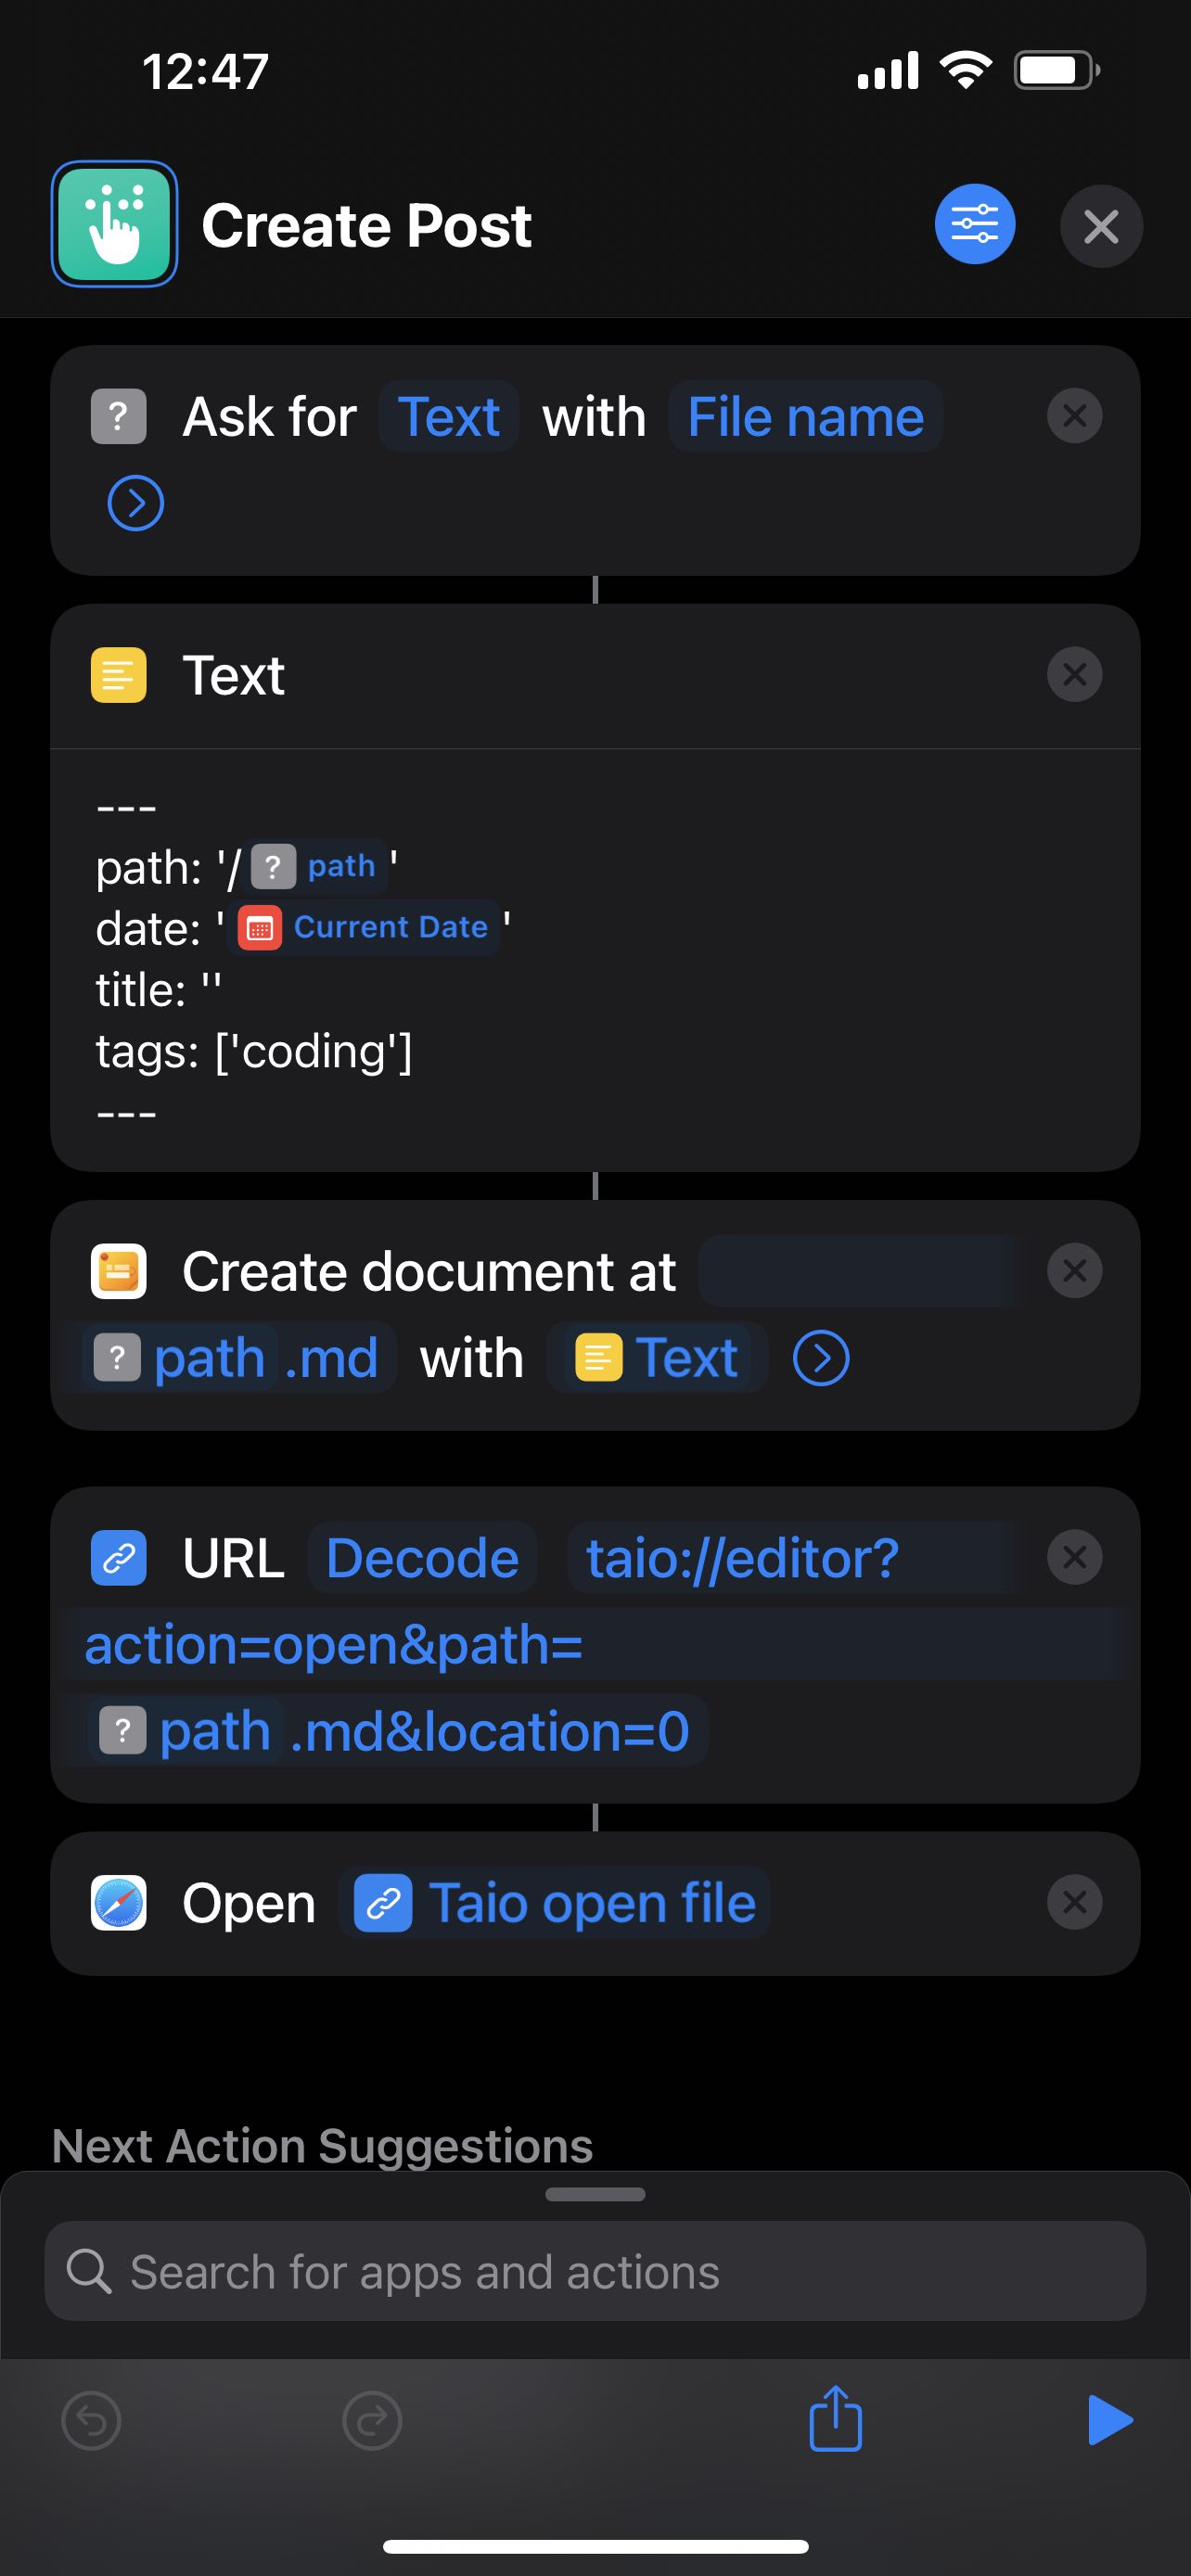 12:47
Create Post
? Ask for Text with File name
Text
---
path: '/? path'
date: 'Current Date'
title: ''
tags: ['coding']
---
Create document at
? path.md with Text
URL Decode taio://editor?
action=open&path=
? path.md&location=0
Open Taio open file
Next Action Suggestions
Search for apps and actions